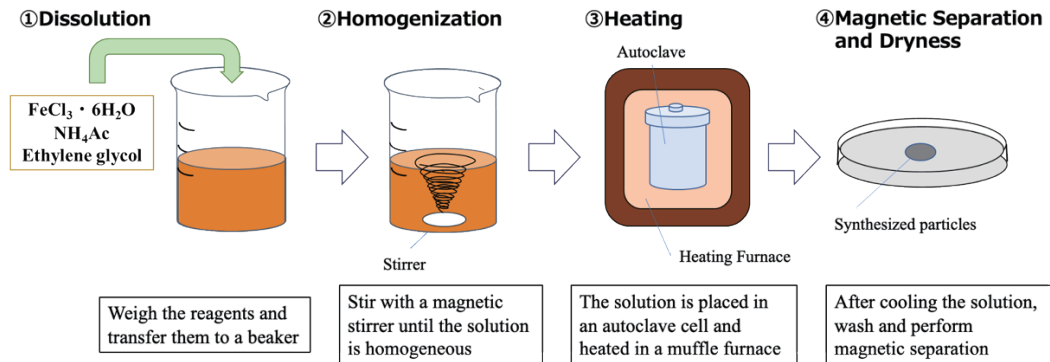 ①Dissolution
FeCl₃・6H₂O
NH₄Ac
Ethylene glycol
Weigh the reagents and
transfer them to a beaker
②Homogenization
Stirrer
Stir with a magnetic
stirrer until the solution
is homogeneous
③Heating
Autoclave
Heating Furnace
The solution is placed in
an autoclave cell and
heated in a muffle furnace
④Magnetic Separation
and Dryness
Synthesized particles
After cooling the solution,
wash and perform
magnetic separation